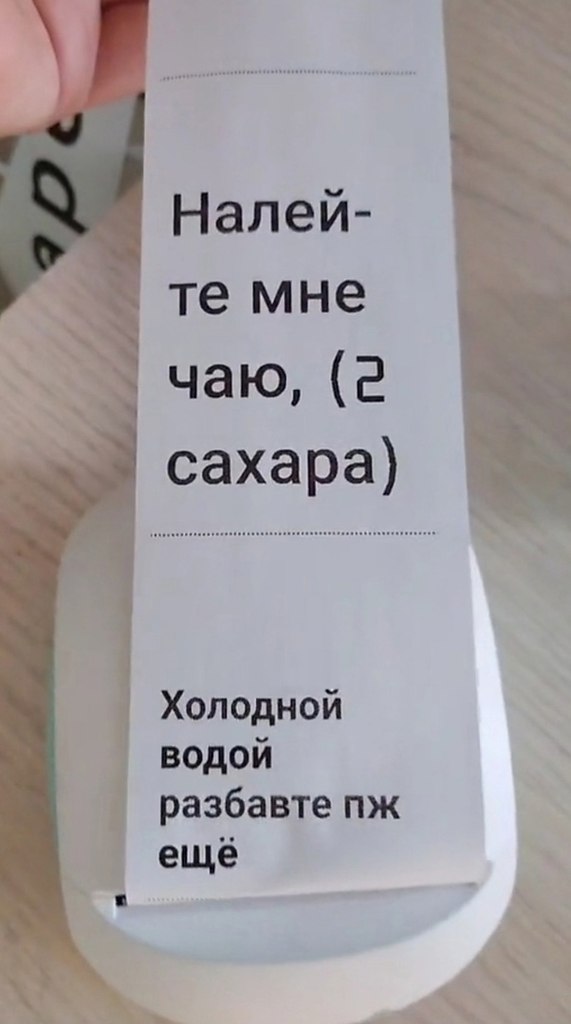 Налей-
те мне
чаю, (2
сахара)
Холодной
водой
разбавте пж
ещё